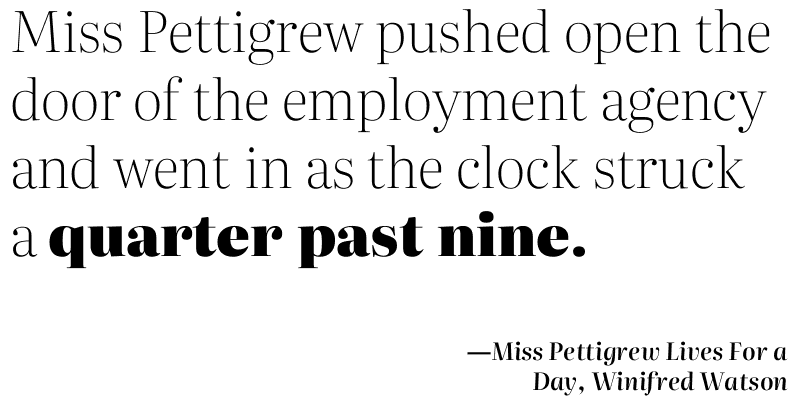 Miss Pettigrew pushed open the
door of the employment agency
and went in as the clock struck
a quarter past nine.
—Miss Pettigrew Lives For a
Day, Winifred Watson